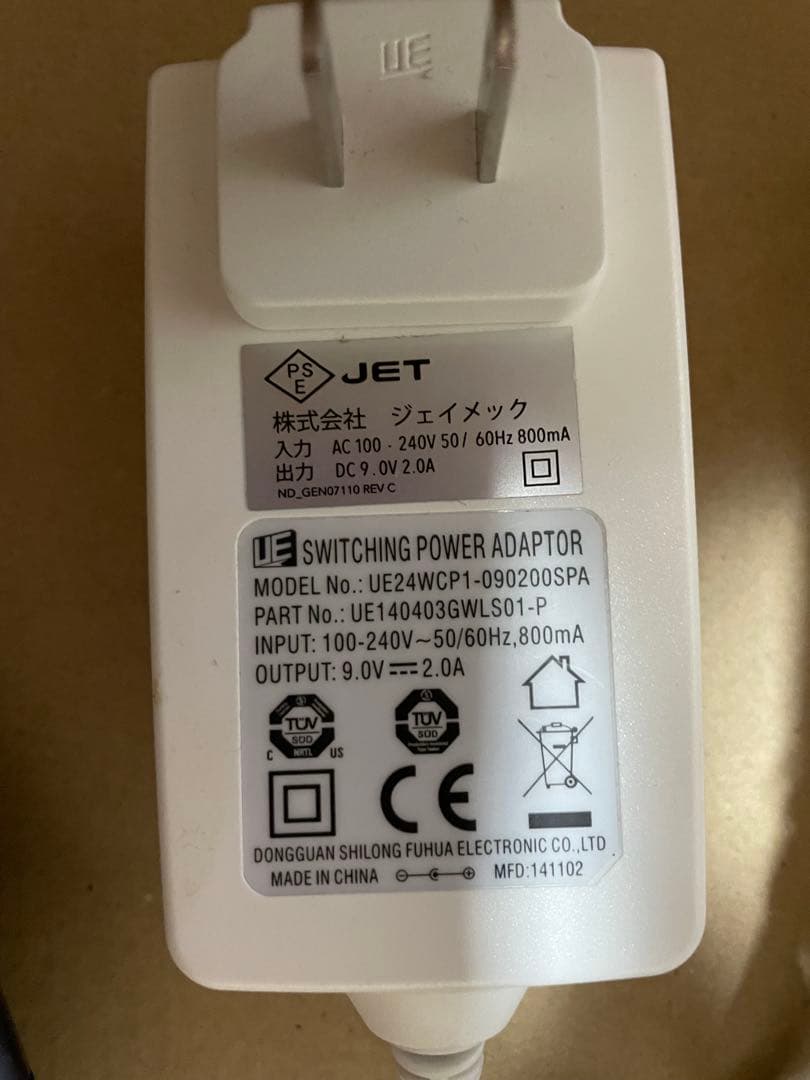 UE
PS
E
JET
株式会社 ジェイメック
入力 AC 100 - 240V 50/ 60Hz 800mA
出力 DC 9.0V 2.0A
ND_GEN07110 REV C
UE SWITCHING POWER ADAPTOR
MODEL No.: UE24WCP1-090200SPA
PART No.: UE140403GWLS01-P
INPUT: 100-240V~50/60Hz,800mA
OUTPUT: 9.0V⎓2.0A
TÜV
SÜD
C NRTL US
TÜV
SÜD
CE
DONGGUAN SHILONG FUHUA ELECTRONIC CO.,LTD
MADE IN CHINA MFD:141102